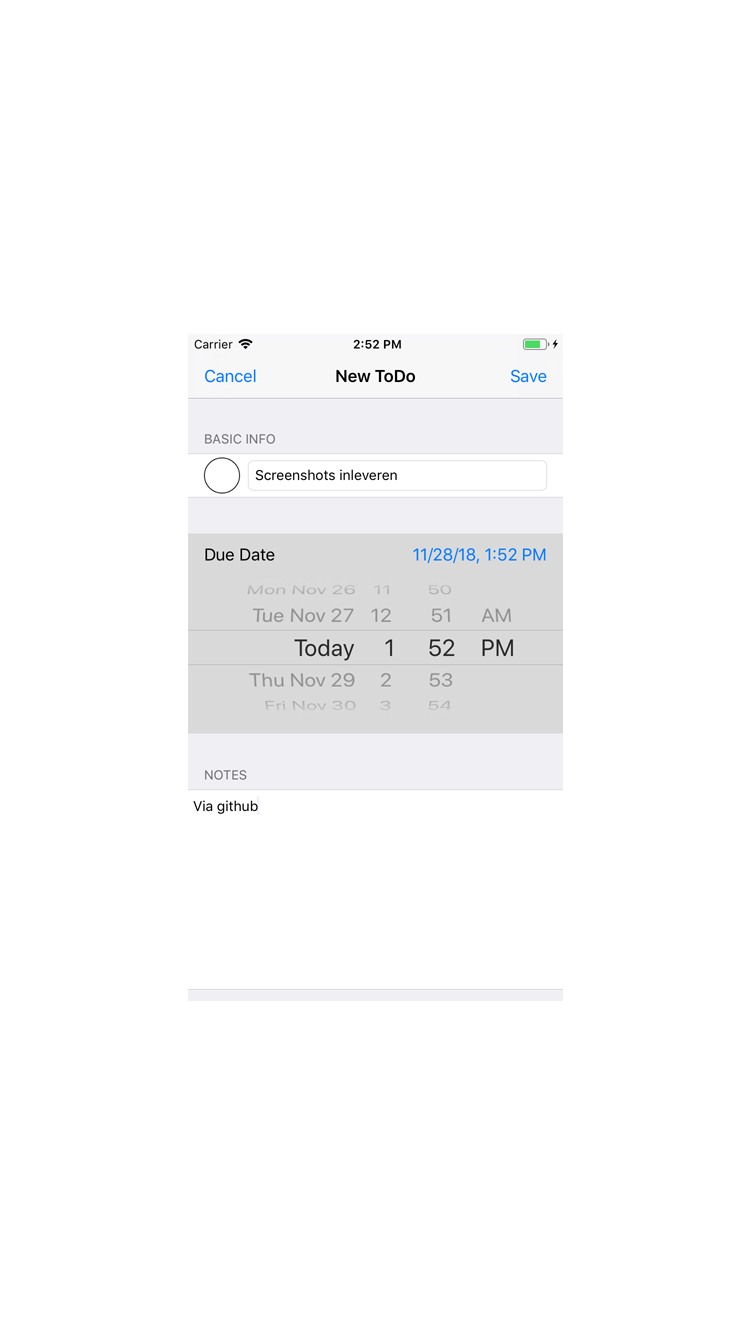 Carrier 2:52 PM
Cancel New ToDo Save
BASIC INFO
Screenshots inleveren
Due Date 11/28/18, 1:52 PM
Mon Nov 26 11 50
Tue Nov 27 12 51 AM
Today 1 52 PM
Thu Nov 29 2 53
Fri Nov 30 3 54
NOTES
Via github